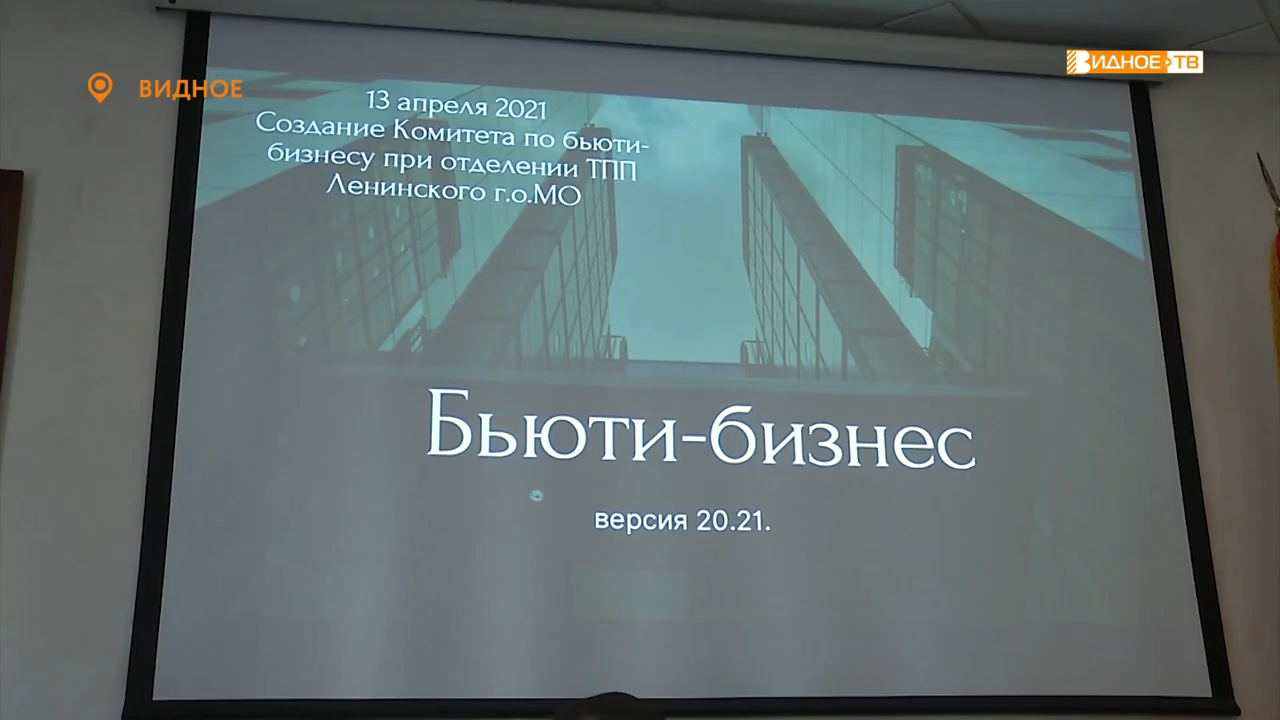 ВИДНОЕ
ВИДНОЕ ТВ
13 апреля 2021
Создание Комитета по бьюти-
бизнесу при отделении ТПП
Ленинского г.о.МО
Бьюти-бизнес
версия 20.21.